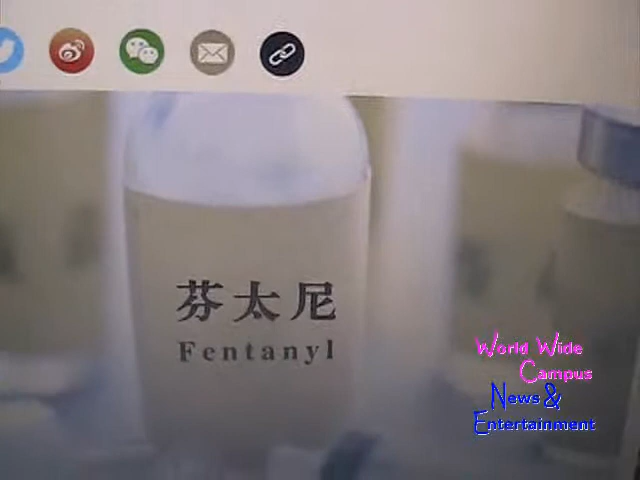 芬太尼
Fentanyl
World Wide
Campus
News &
Entertainment